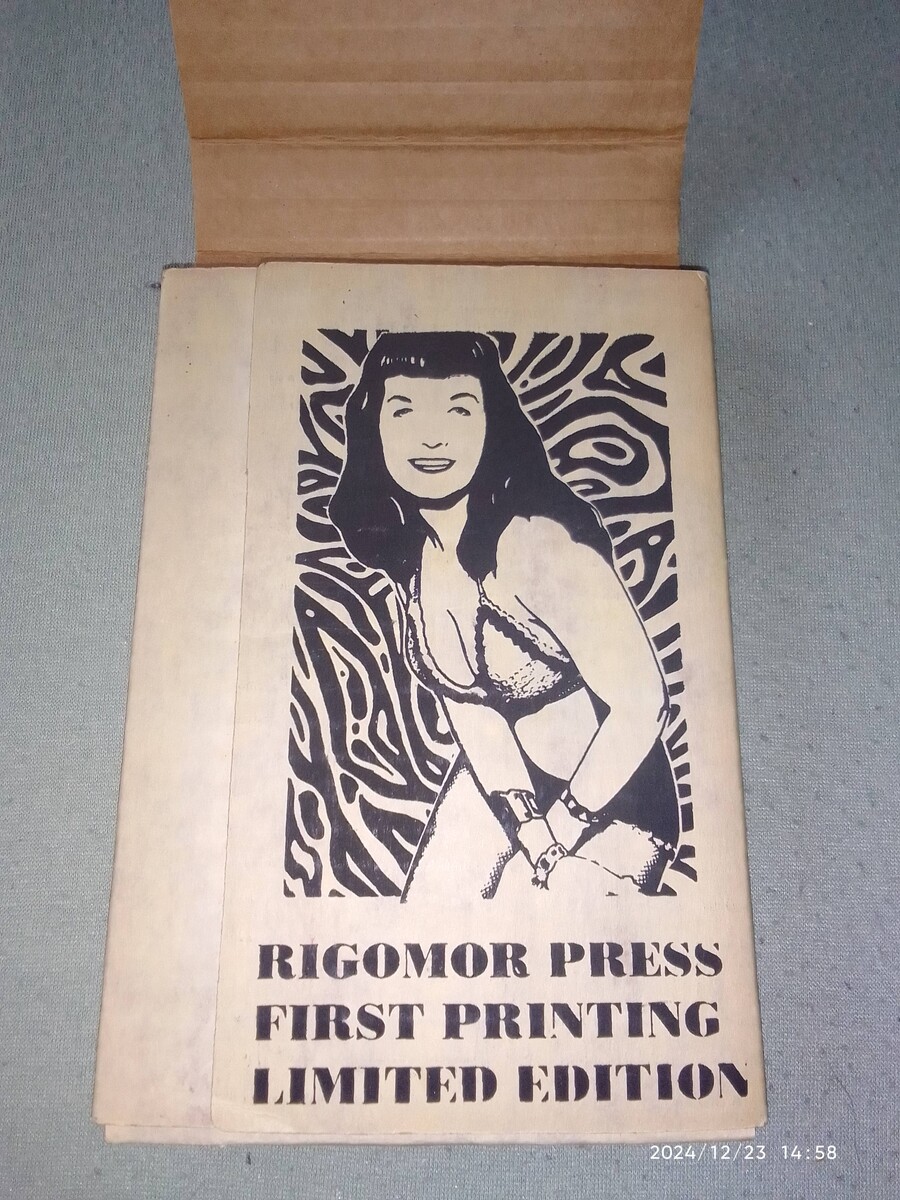 RIGOMOR PRESS
FIRST PRINTING
LIMITED EDITION
2024/12/23 14:58